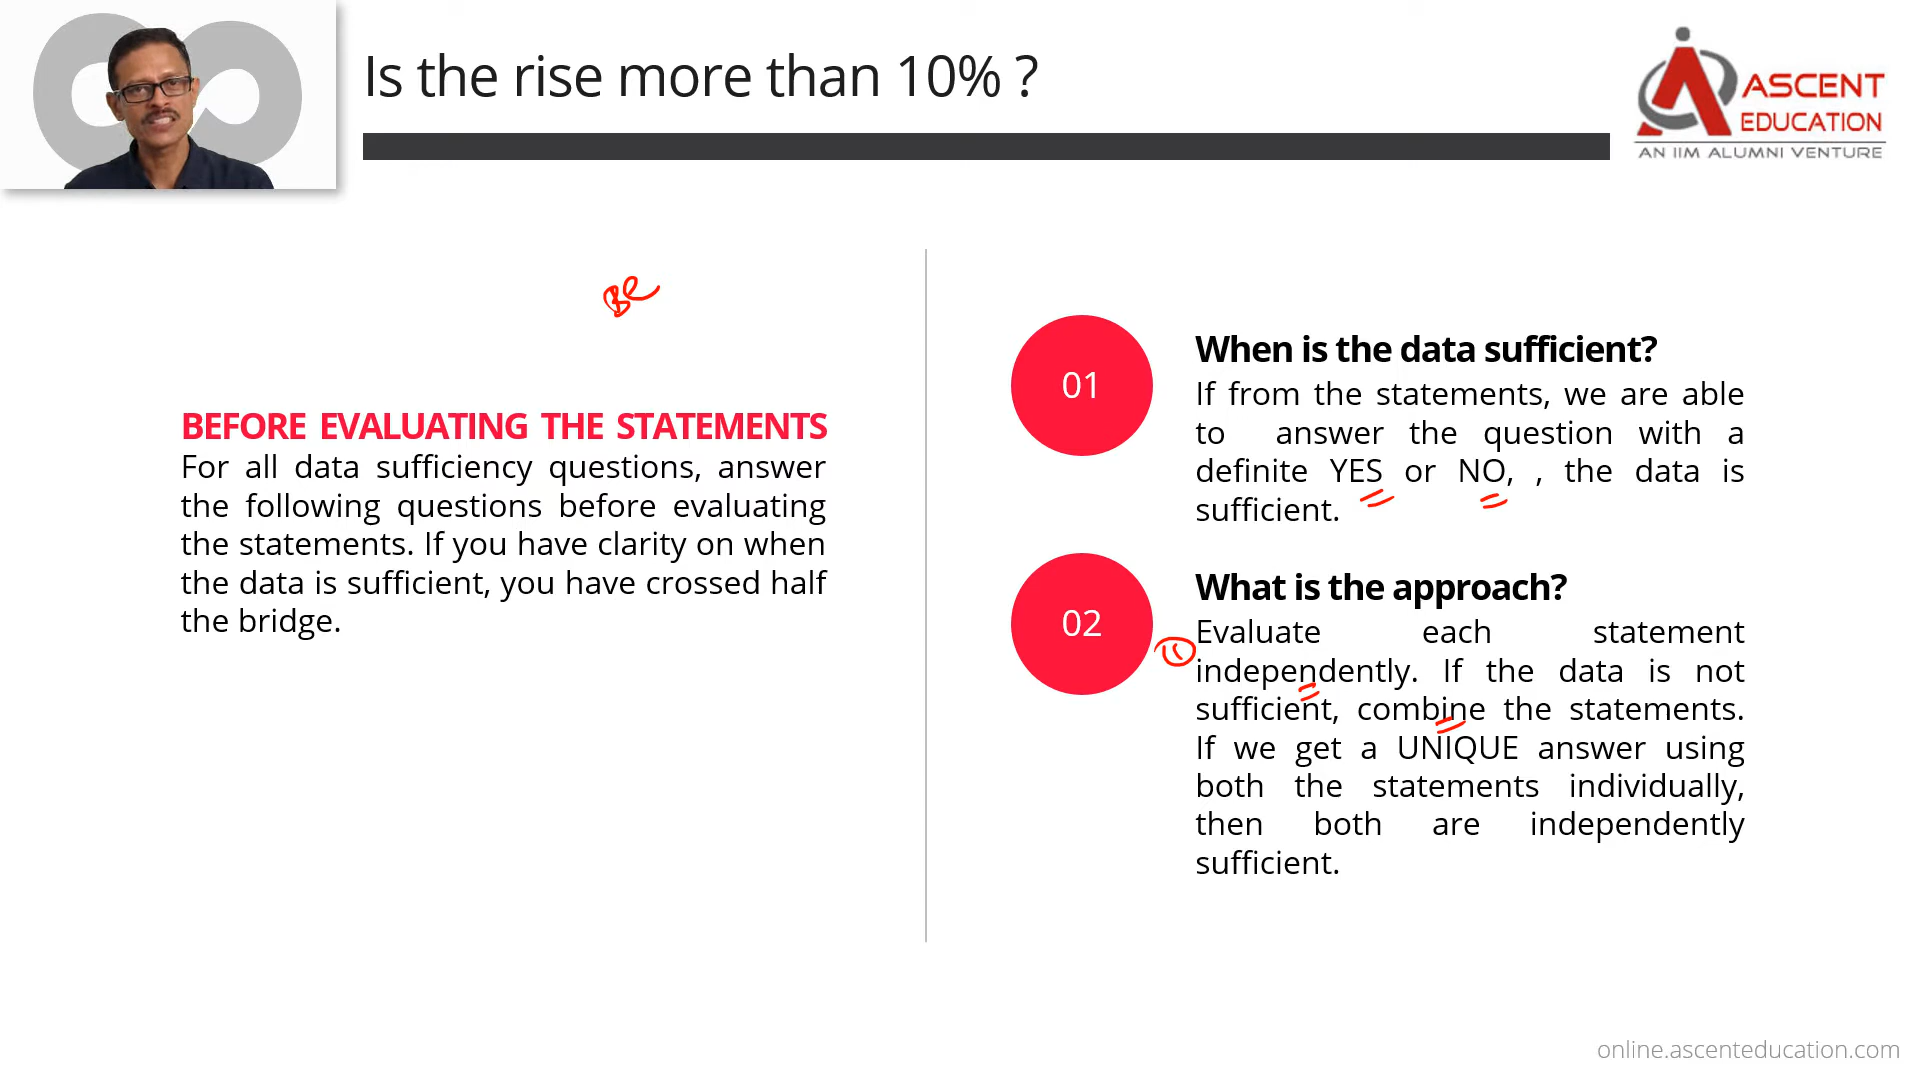 Is the rise more than 10% ?
ASCENT
EDUCATION
AN IIM ALUMNI VENTURE
Be
BEFORE EVALUATING THE STATEMENTS
For all data sufficiency questions, answer
the following questions before evaluating
the statements. If you have clarity on when
the data is sufficient, you have crossed half
the bridge.
01
When is the data sufficient?
If from the statements, we are able
to answer the question with a
definite YES or NO, , the data is
sufficient.
02
What is the approach?
Evaluate each statement
independently. If the data is not
sufficient, combine the statements.
If we get a UNIQUE answer using
both the statements individually,
then both are independently
sufficient.
online.ascenteducation.com